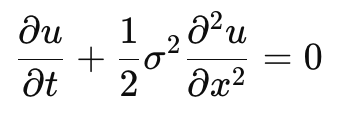 ∂u/∂t + 1/2 σ² ∂²u/∂x² = 0